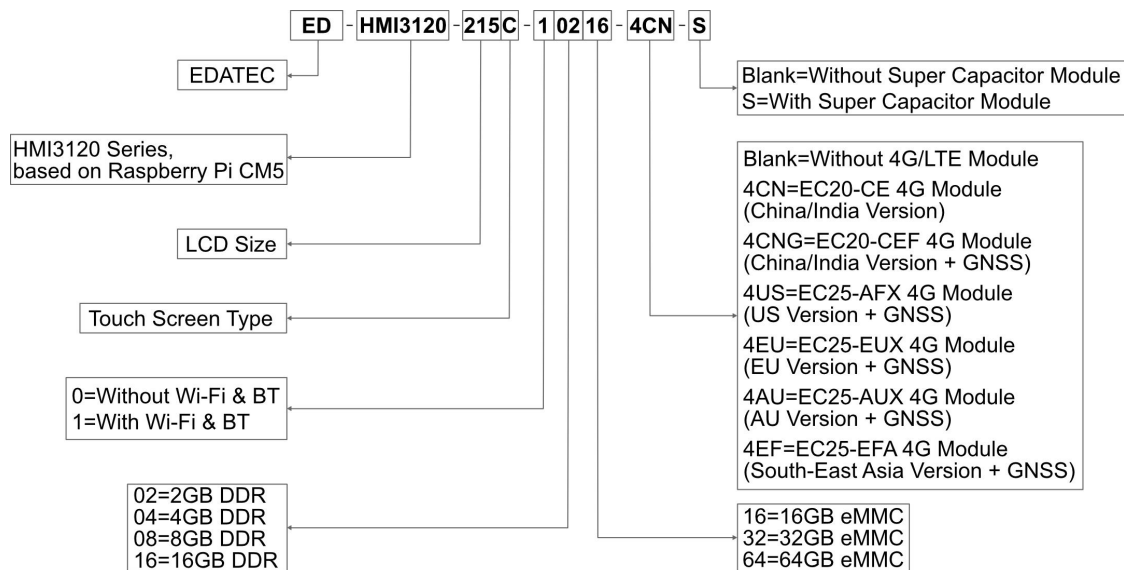 ED - HMI3120 - 215 C - 1 02 16 - 4CN - S
EDATEC
HMI3120 Series,
based on Raspberry Pi CM5
LCD Size
Touch Screen Type
0=Without Wi-Fi & BT
1=With Wi-Fi & BT
02=2GB DDR
04=4GB DDR
08=8GB DDR
16=16GB DDR
Blank=Without Super Capacitor Module
S=With Super Capacitor Module
Blank=Without 4G/LTE Module
4CN=EC20-CE 4G Module
(China/India Version)
4CNG=EC20-CEF 4G Module
(China/India Version + GNSS)
4US=EC25-AFX 4G Module
(US Version + GNSS)
4EU=EC25-EUX 4G Module
(EU Version + GNSS)
4AU=EC25-AUX 4G Module
(AU Version + GNSS)
4EF=EC25-EFA 4G Module
(South-East Asia Version + GNSS)
16=16GB eMMC
32=32GB eMMC
64=64GB eMMC